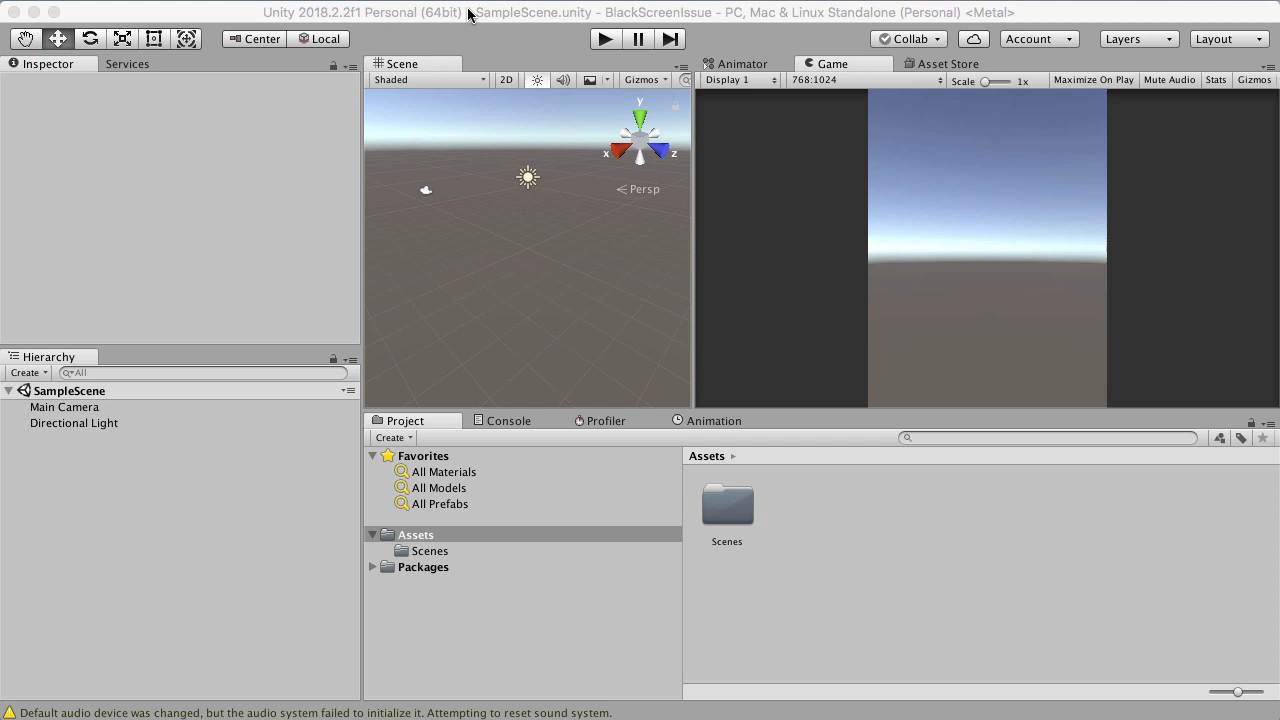 Unity 2018.2.2f1 Personal (64bit) - SampleScene.unity - BlackScreenIssue - PC, Mac & Linux Standalone (Personal) <Metal>
Center Local Collab Account Layers Layout
Inspector Services
Scene
Shaded 2D Gizmos
y
x z
Persp
Animator Game Asset Store
Display 1 768:1024 Scale 1x Maximize On Play Mute Audio Stats Gizmos
Hierarchy
Create All
SampleScene
Main Camera
Directional Light
Project Console Profiler Animation
Create
Favorites
All Materials
All Models
All Prefabs
Assets
Scenes
Packages
Assets
Scenes
Default audio device was changed, but the audio system failed to initialize it. Attempting to reset sound system.